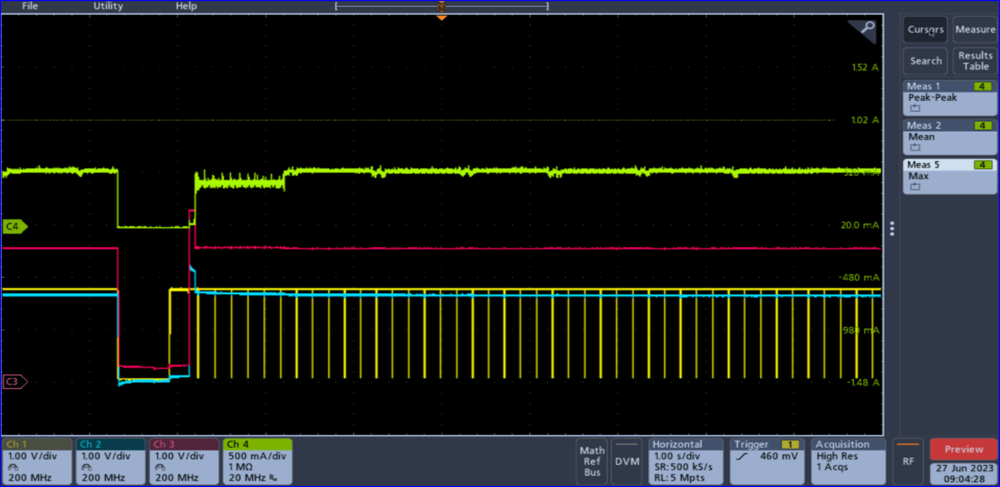 File Utility Help
Cursors Measure
1.52 A
Search Results Table
Meas 1 4
Peak-Peak
1.02 A
Meas 2 4
Mean
Meas 5 4
520 mA
Max
C4
20.0 mA
-480 mA
-980 mA
C3
-1.48 A
Ch 1
1.00 V/div
200 MHz
Ch 2
1.00 V/div
200 MHz
Ch 3
1.00 V/div
200 MHz
Ch 4
500 mA/div
1 MΩ
20 MHz Bw
Math
Ref
Bus
DVM
Horizontal
1.00 s/div
SR: 500 kS/s
RL: 5 Mpts
Trigger 1
460 mV
Acquisition
High Res
1 Acqs
RF
Preview
27 Jun 2023
09:04:28